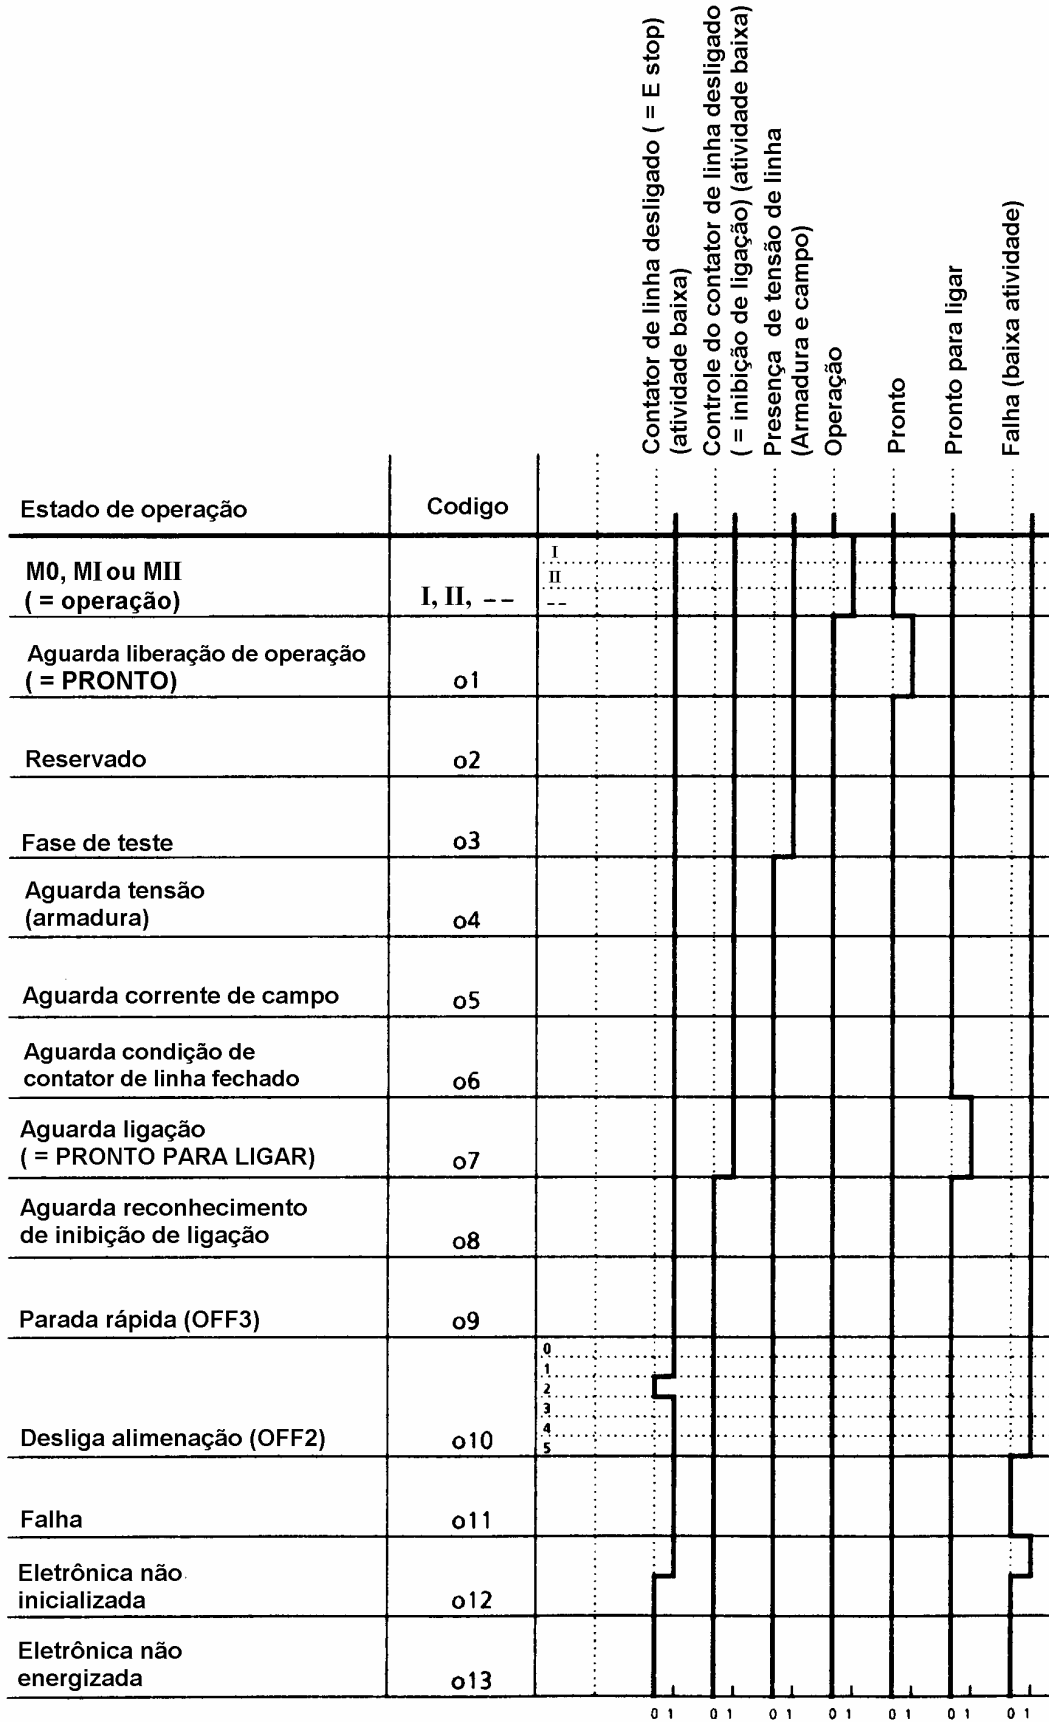 Contator de linha desligado ( = E stop)
(atividade baixa)
Controle do contator de linha desligado
( = inibição de ligação) (atividade baixa)
Presença de tensão de linha
(Armadura e campo)
Operação
Pronto
Pronto para ligar
Falha (baixa atividade)
Estado de operação Codigo
M0, MI ou MII
( = operação) I, II, --
I
II
--
Aguarda liberação de operação
( = PRONTO) o1
Reservado o2
Fase de teste o3
Aguarda tensão
(armadura) o4
Aguarda corrente de campo o5
Aguarda condição de
contator de linha fechado o6
Aguarda ligação
( = PRONTO PARA LIGAR) o7
Aguarda reconhecimento
de inibição de ligação o8
Parada rápida (OFF3) o9
0
1
2
3
4
5
Desliga alimenação (OFF2) o10
Falha o11
Eletrônica não
inicializada o12
Eletrônica não
energizada o13
0 1 0 1 0 1 0 1 0 1 0 1 0 1